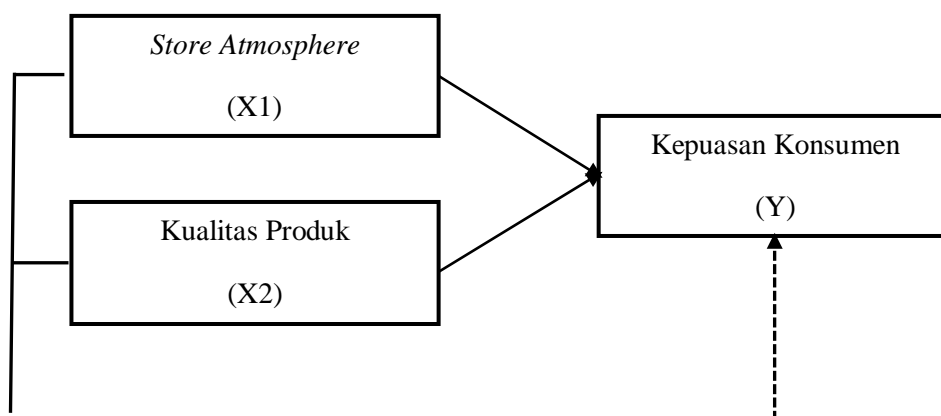 Store Atmosphere
(X1)
Kepuasan Konsumen
(Y)
Kualitas Produk
(X2)